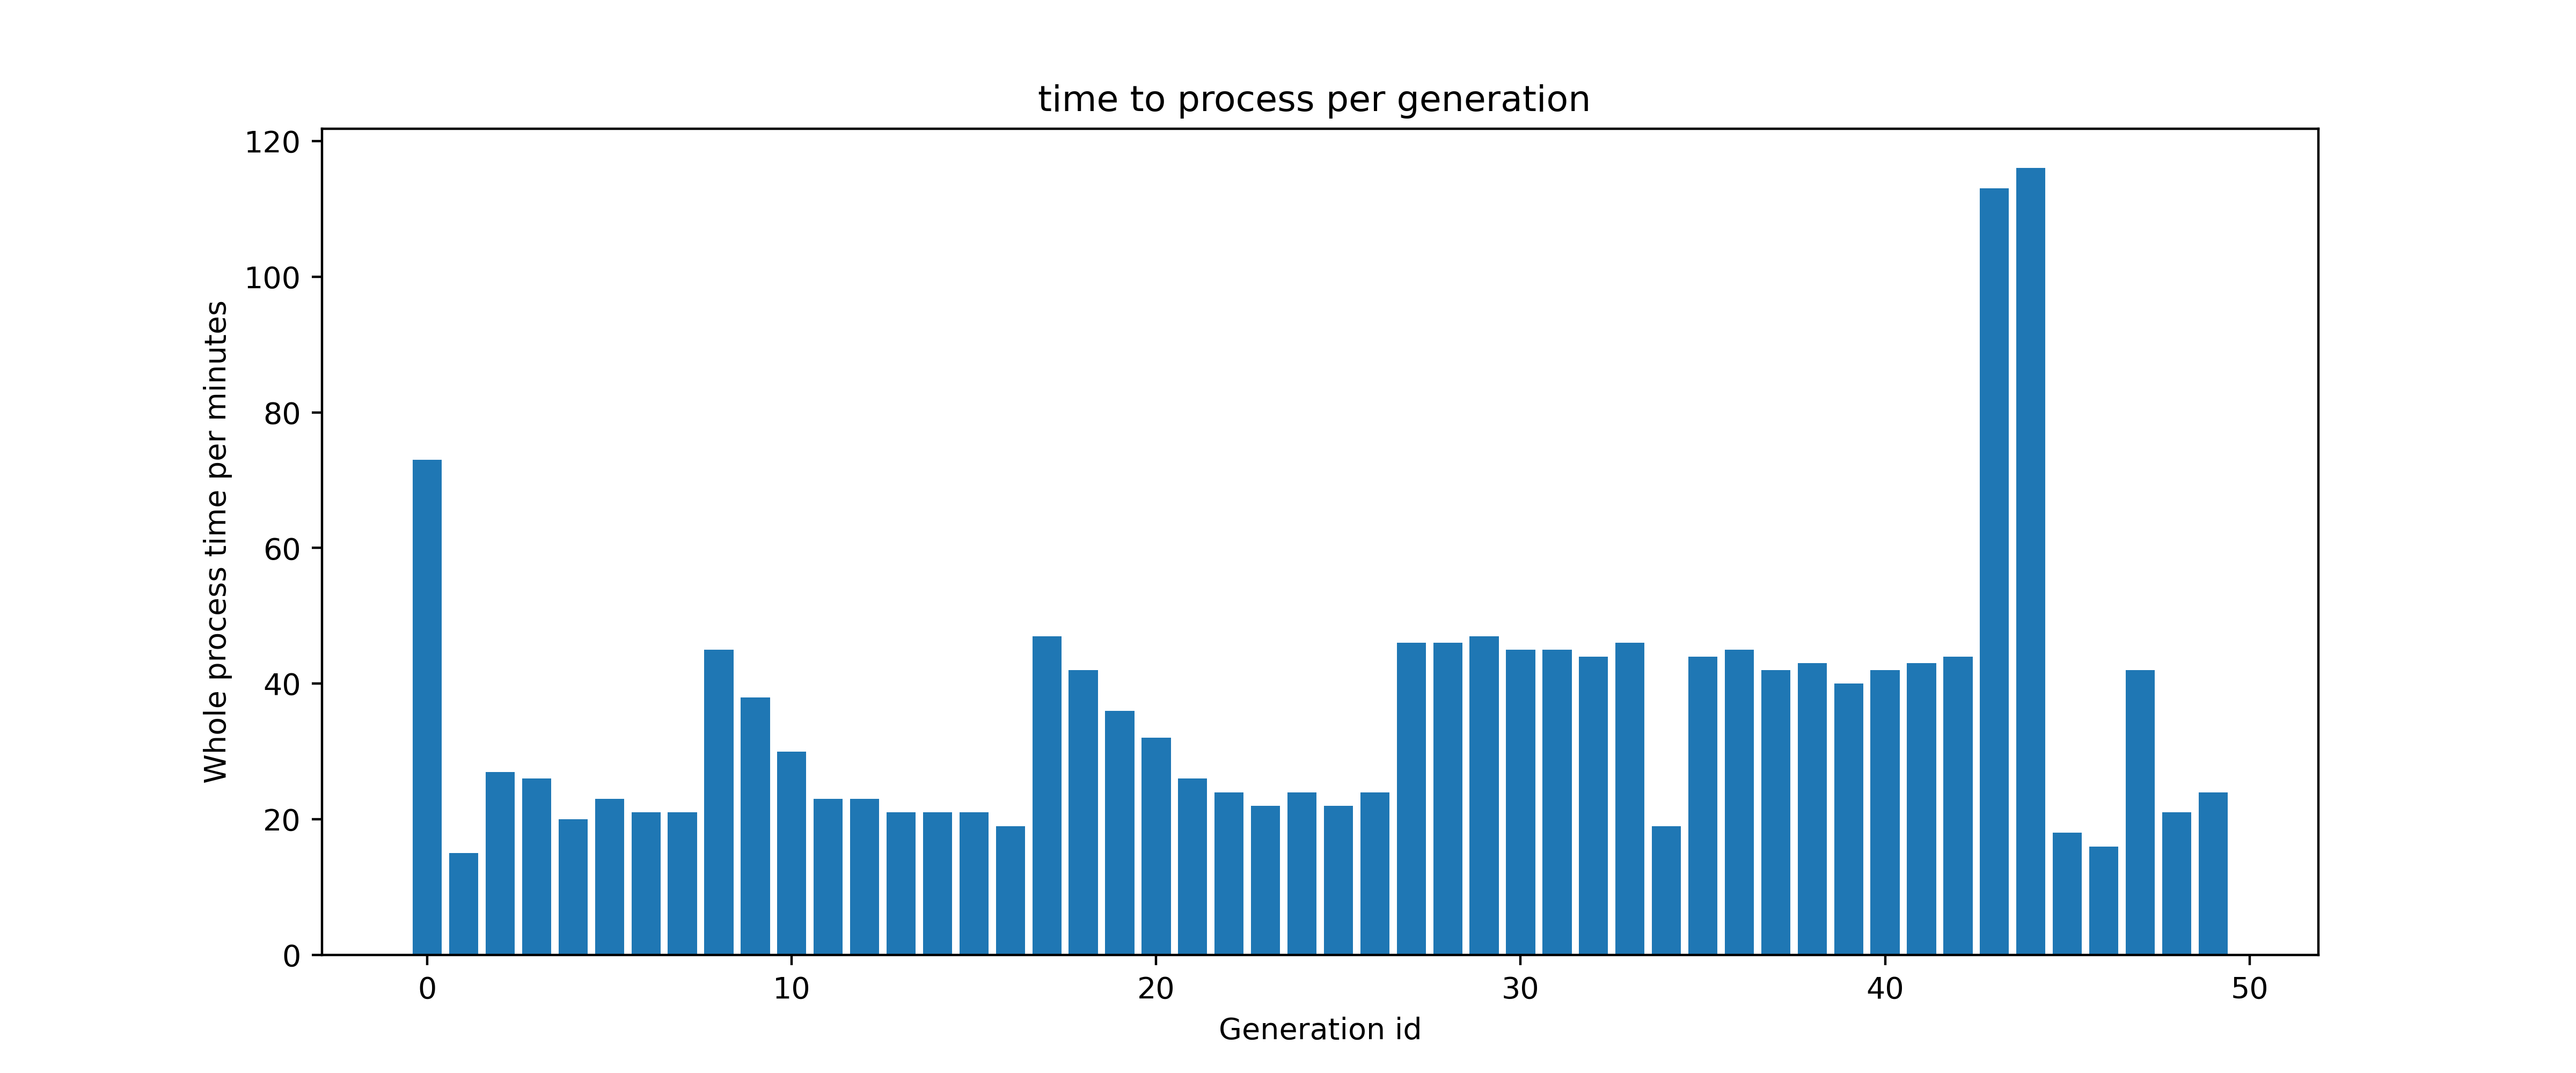 time to process per generation
Whole process time per minutes
120
100
80
60
40
20
0
0 10 20 30 40 50
Generation id